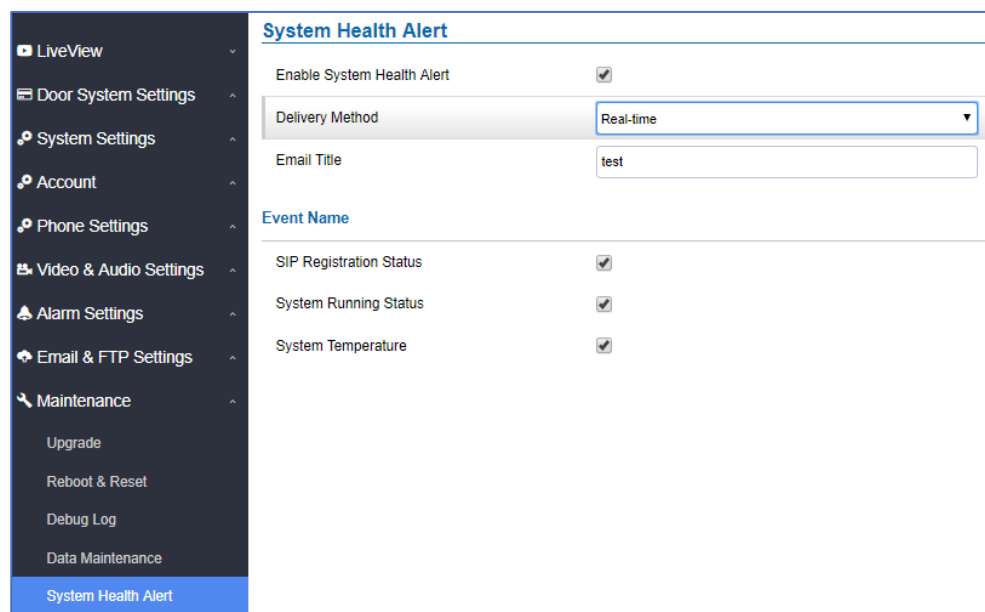 LiveView
Door System Settings
System Settings
Account
Phone Settings
Video & Audio Settings
Alarm Settings
Email & FTP Settings
Maintenance
Upgrade
Reboot & Reset
Debug Log
Data Maintenance
System Health Alert
System Health Alert
Enable System Health Alert
Delivery Method Real-time
Email Title test
Event Name
SIP Registration Status
System Running Status
System Temperature